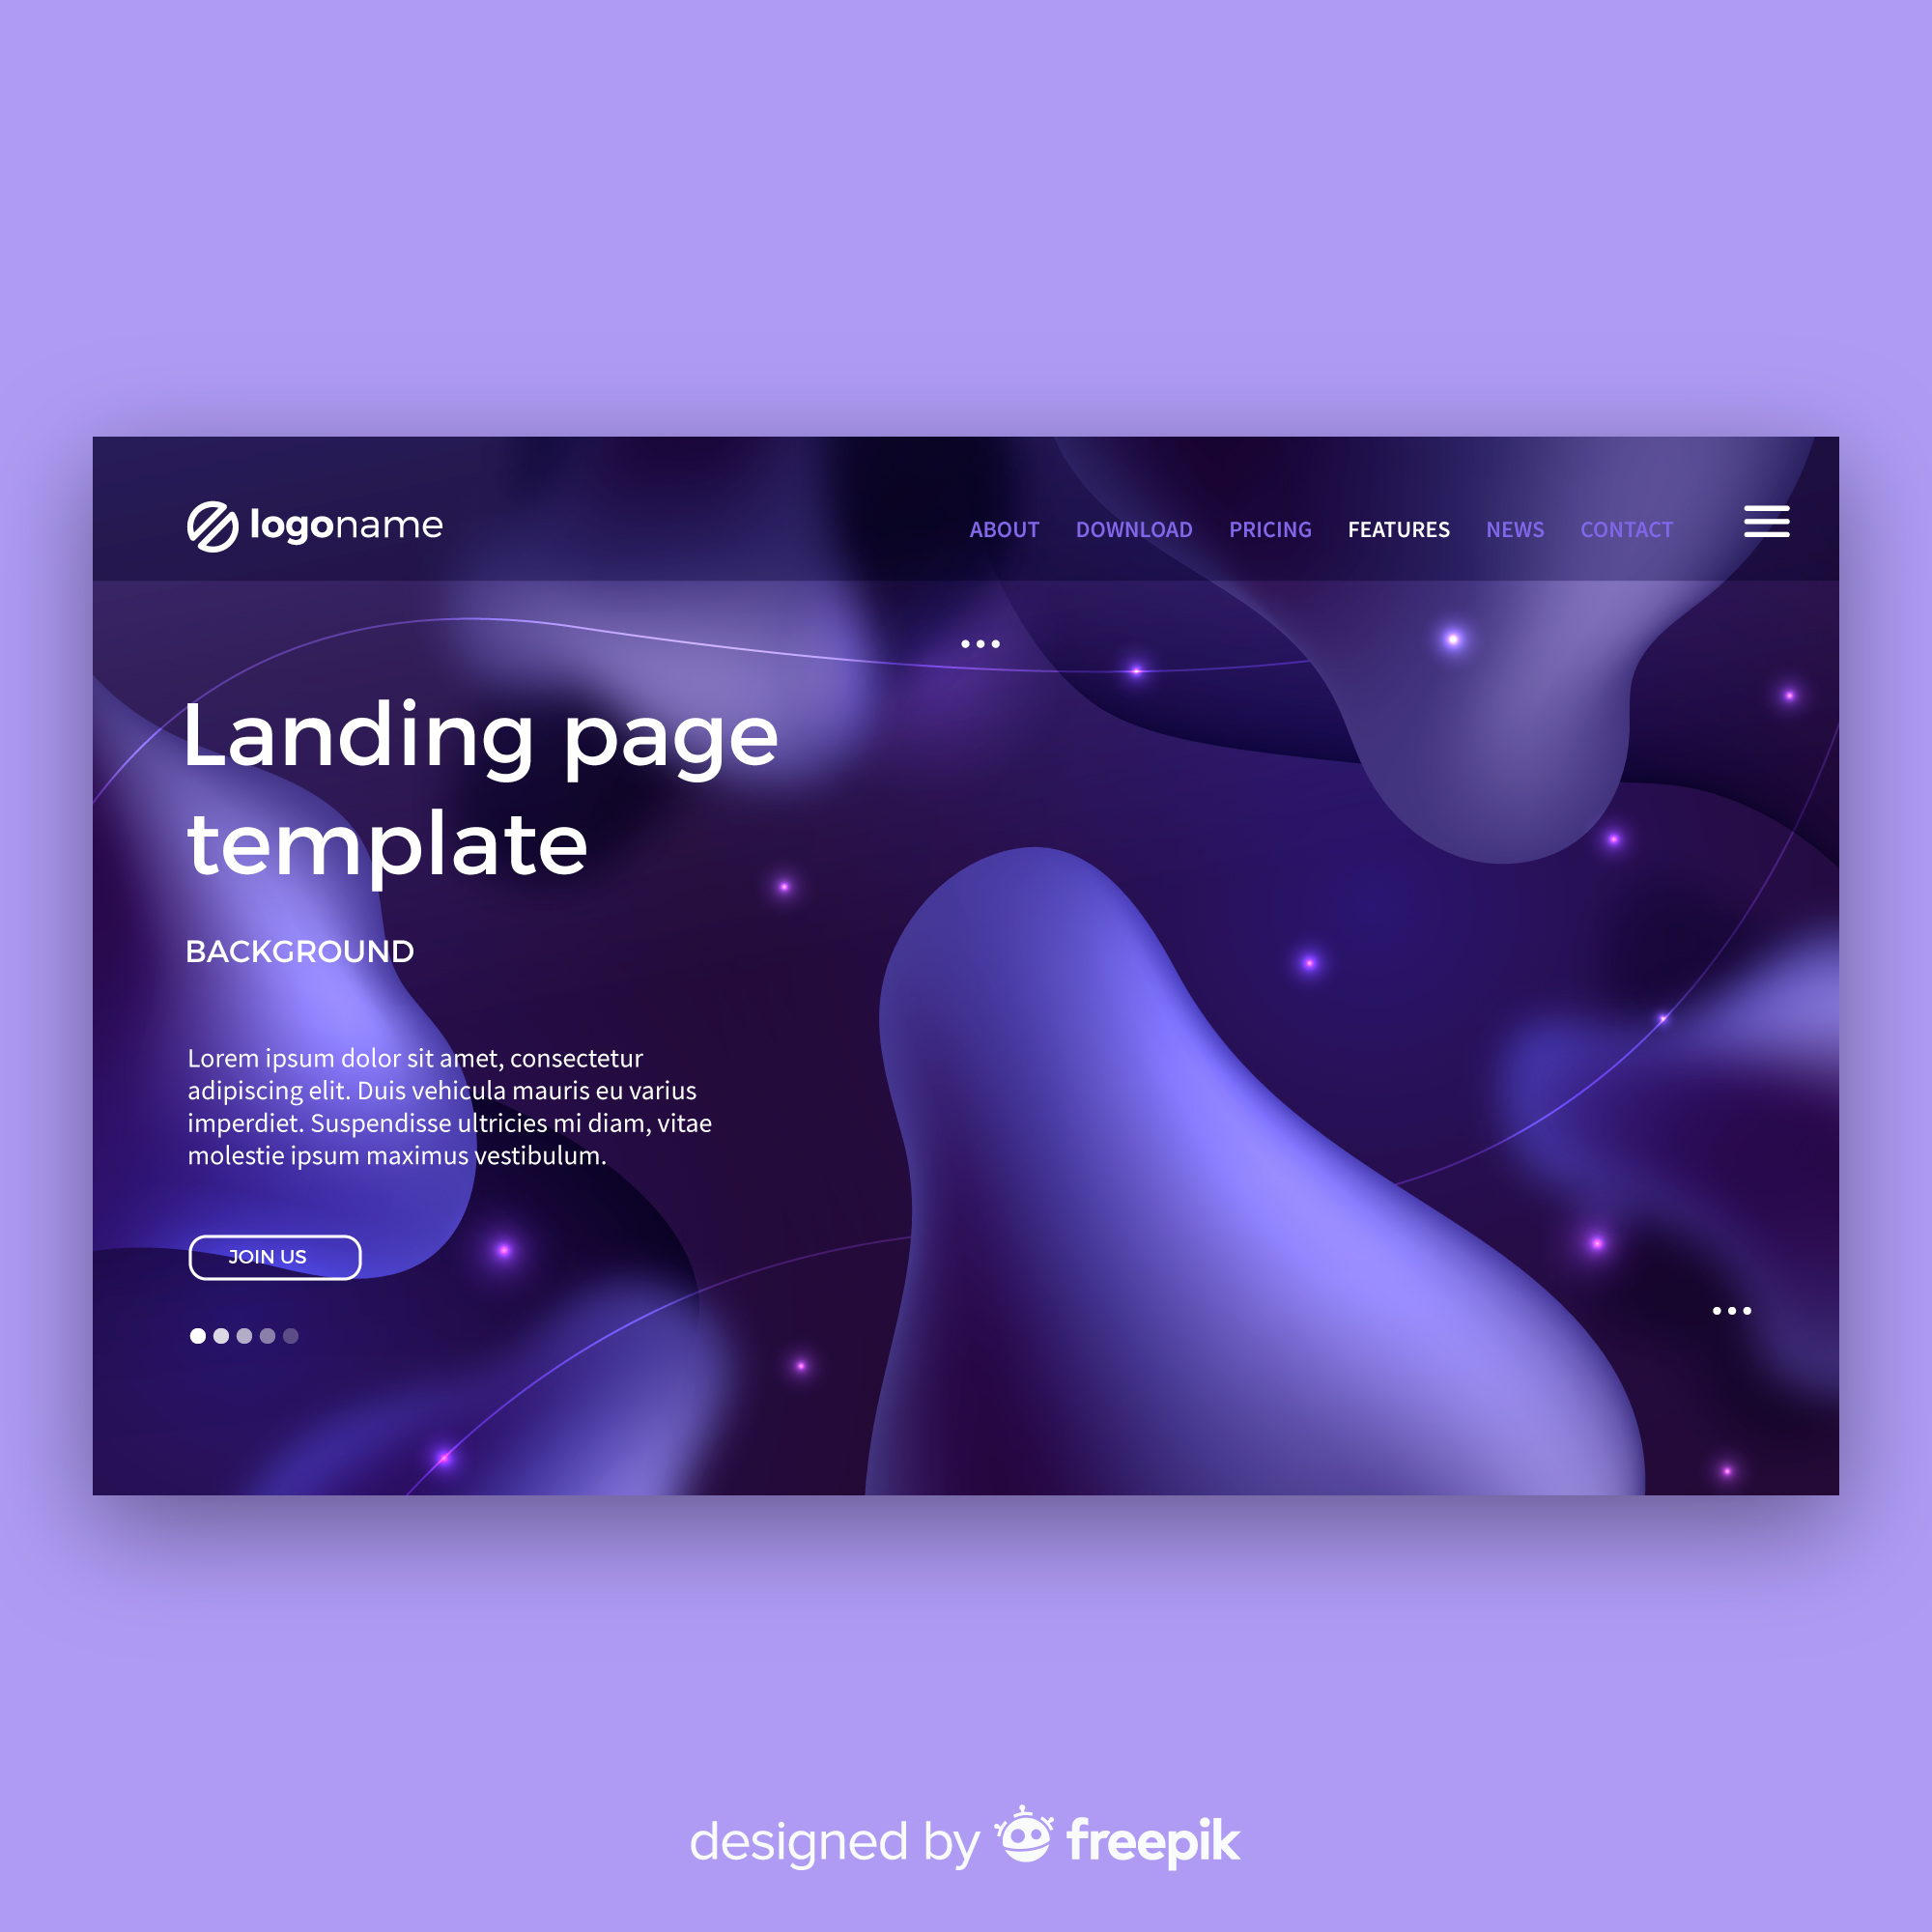 logoname
ABOUT DOWNLOAD PRICING FEATURES NEWS CONTACT
Landing page
template
BACKGROUND
Lorem ipsum dolor sit amet, consectetur
adipiscing elit. Duis vehicula mauris eu varius
imperdiet. Suspendisse ultricies mi diam, vitae
molestie ipsum maximus vestibulum.
JOIN US
designed by freepik